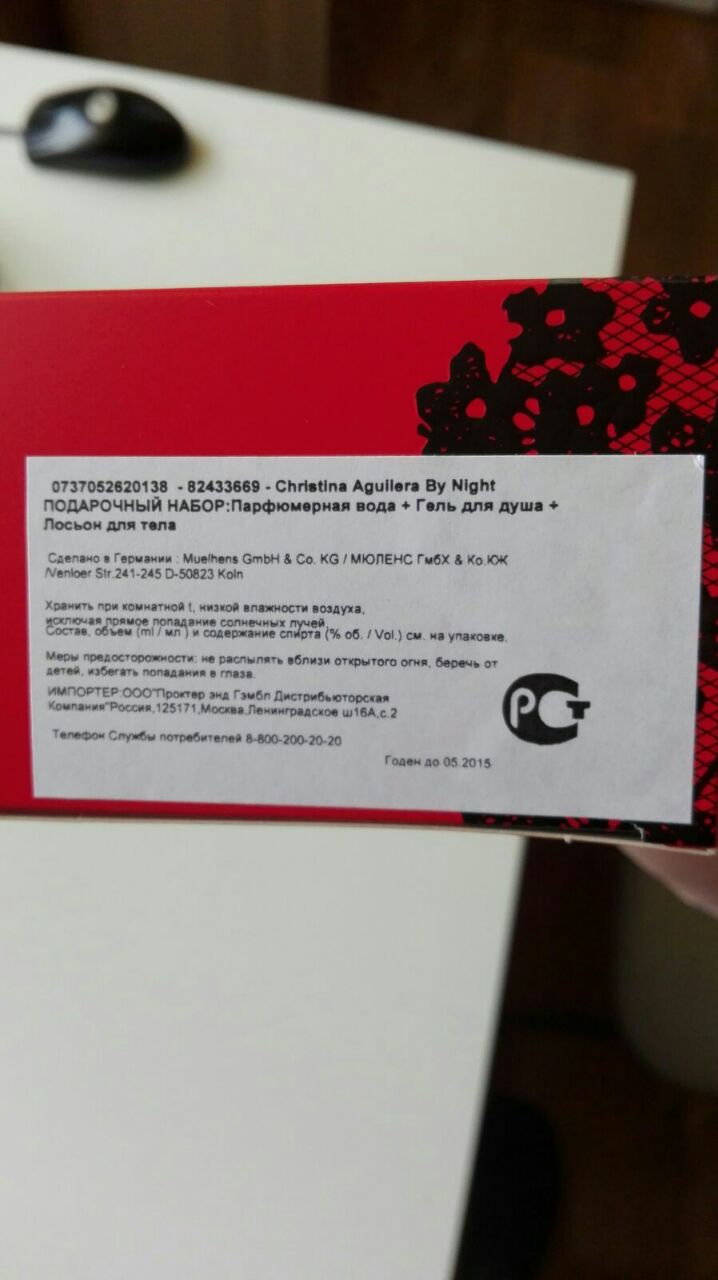 0737052620138 - 82433669 - Christina Aguilera By Night
ПОДАРОЧНЫЙ НАБОР:Парфюмерная вода + Гель для душа +
Лосьон для тела
Сделано в Германии : Muelhens GmbH & Co. KG / МЮЛЕНС ГмбХ & Ко.КЖ
/Venloer Str.241-245 D-50823 Koln
Хранить при комнатной t, низкой влажности воздуха,
исключая прямое попадание солнечных лучей.
Состав, объем (ml / мл ) и содержание спирта (% об. / Vol.) см. на упаковке.
Меры предосторожности: не распылять вблизи открытого огня, беречь от
детей, избегать попадания в глаза.
ИМПОРТЕР:ООО"Проктер энд Гэмбл Дистрибьюторская
Компания"Россия,125171,Москва,Ленинградское ш16А,с.2
РСТ
Телефон Службы потребителей 8-800-200-20-20
Годен до 05.2015